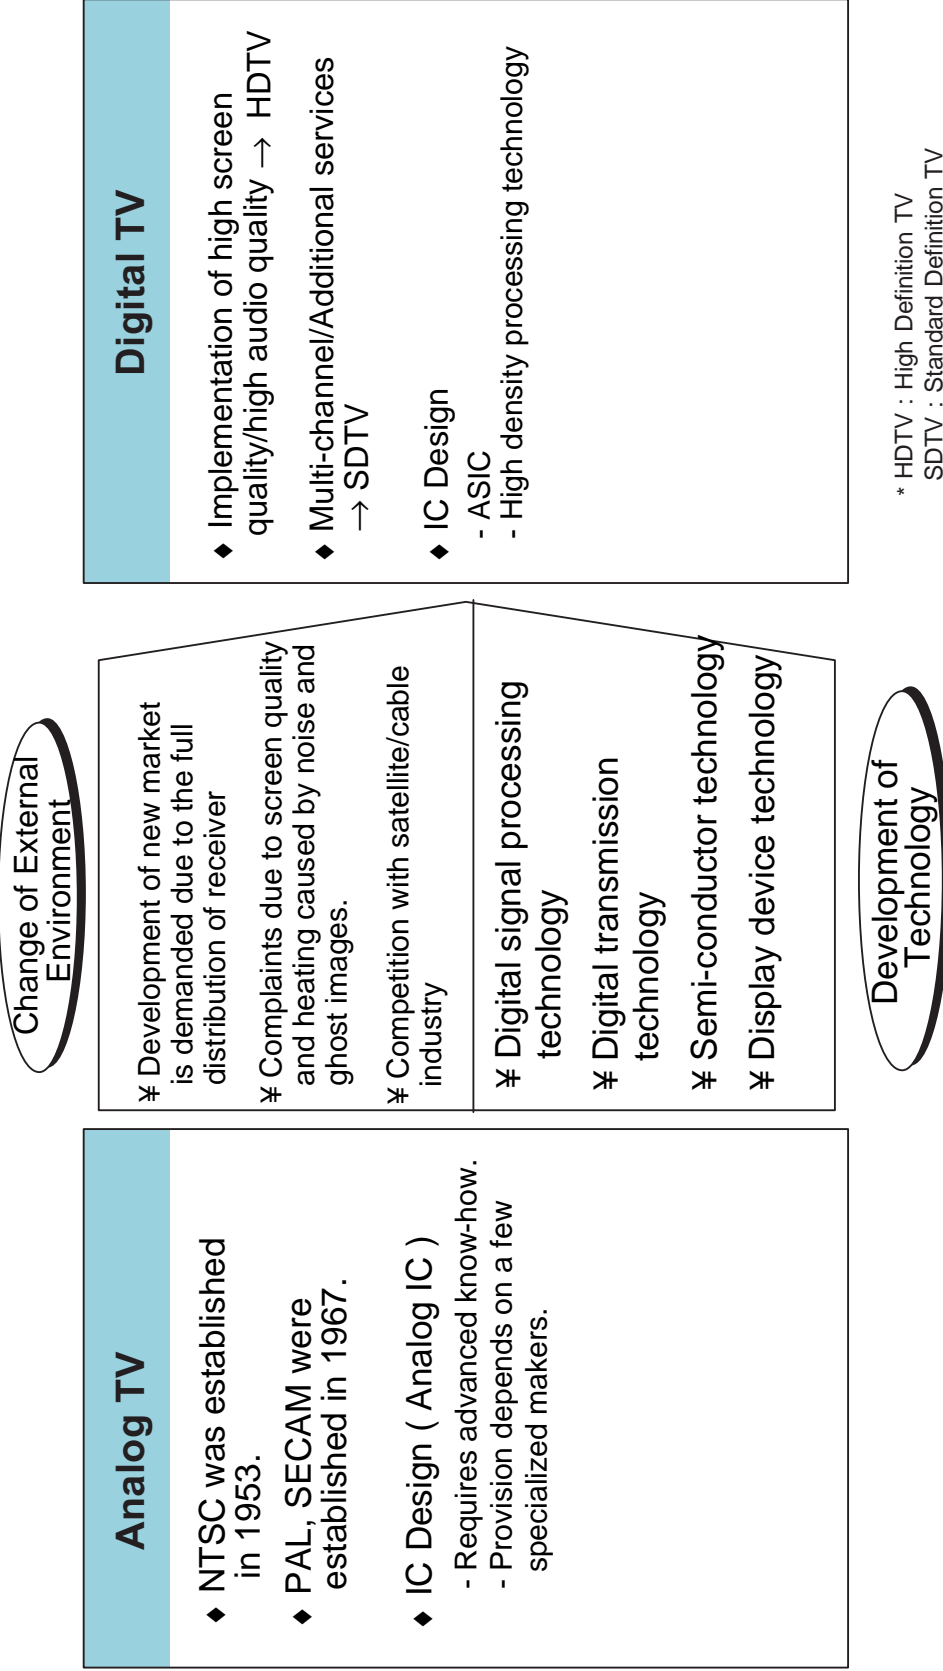 Analog TV
♦ NTSC was established
in 1953.
♦ PAL, SECAM were
established in 1967.
♦ IC Design ( Analog IC )
- Requires advanced know-how.
- Provision depends on a few
specialized makers.
Change of External
Environment
¥ Development of new market
is demanded due to the full
distribution of receiver
¥ Complaints due to screen quality
and heating caused by noise and
ghost images.
¥ Competition with satellite/cable
industry
¥ Digital signal processing
technology
¥ Digital transmission
technology
¥ Semi-conductor technology
¥ Display device technology
Development of
Technology
Digital TV
♦ Implementation of high screen
quality/high audio quality → HDTV
♦ Multi-channel/Additional services
→ SDTV
♦ IC Design
- ASIC
- High density processing technology
* HDTV : High Definition TV
SDTV : Standard Definition TV